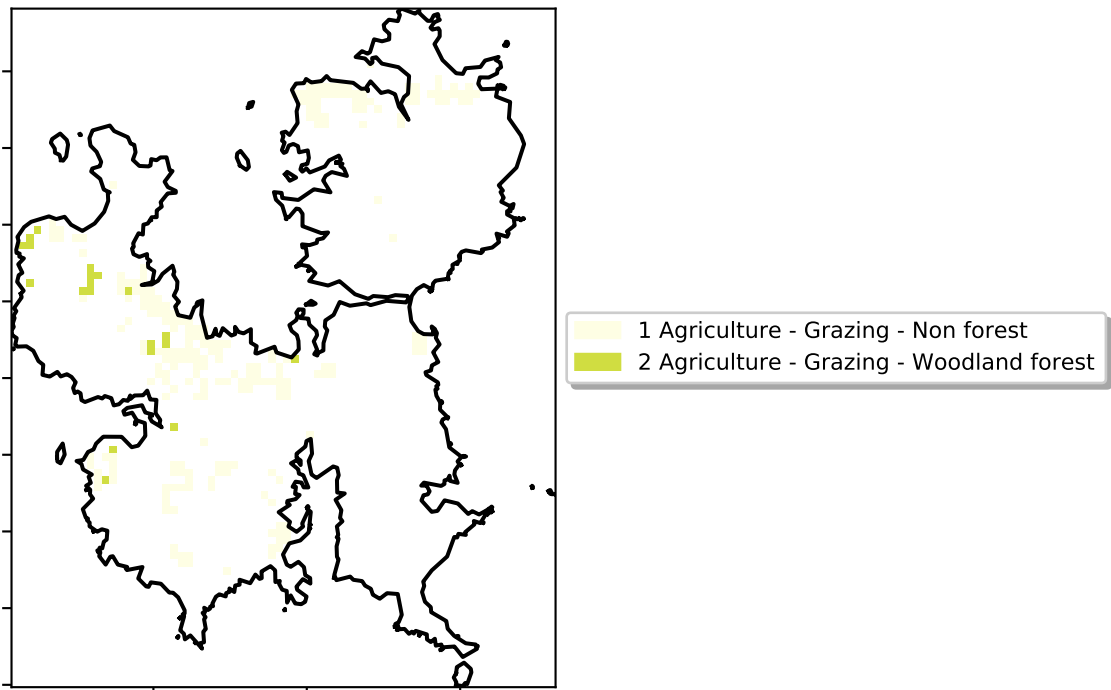 1 Agriculture - Grazing - Non forest
2 Agriculture - Grazing - Woodland forest